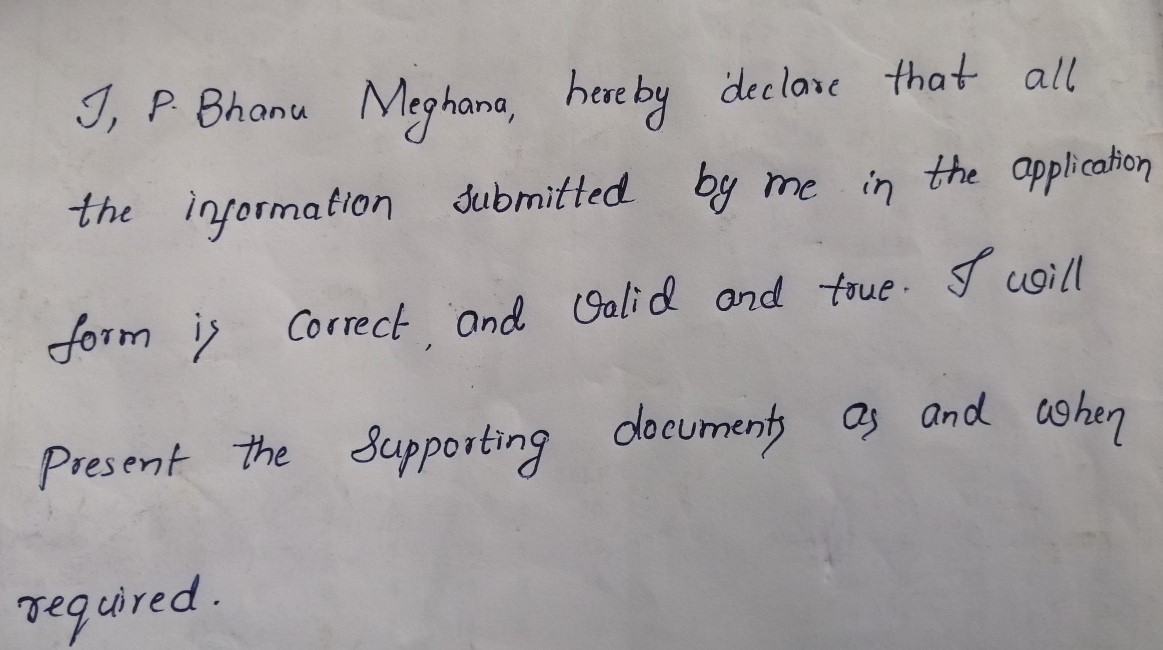 I, P. Bhanu Meghana, hereby declare that all
the information submitted by me in the application
form is Correct, and Valid and true. I will
Present the Supporting documents as and when
required.